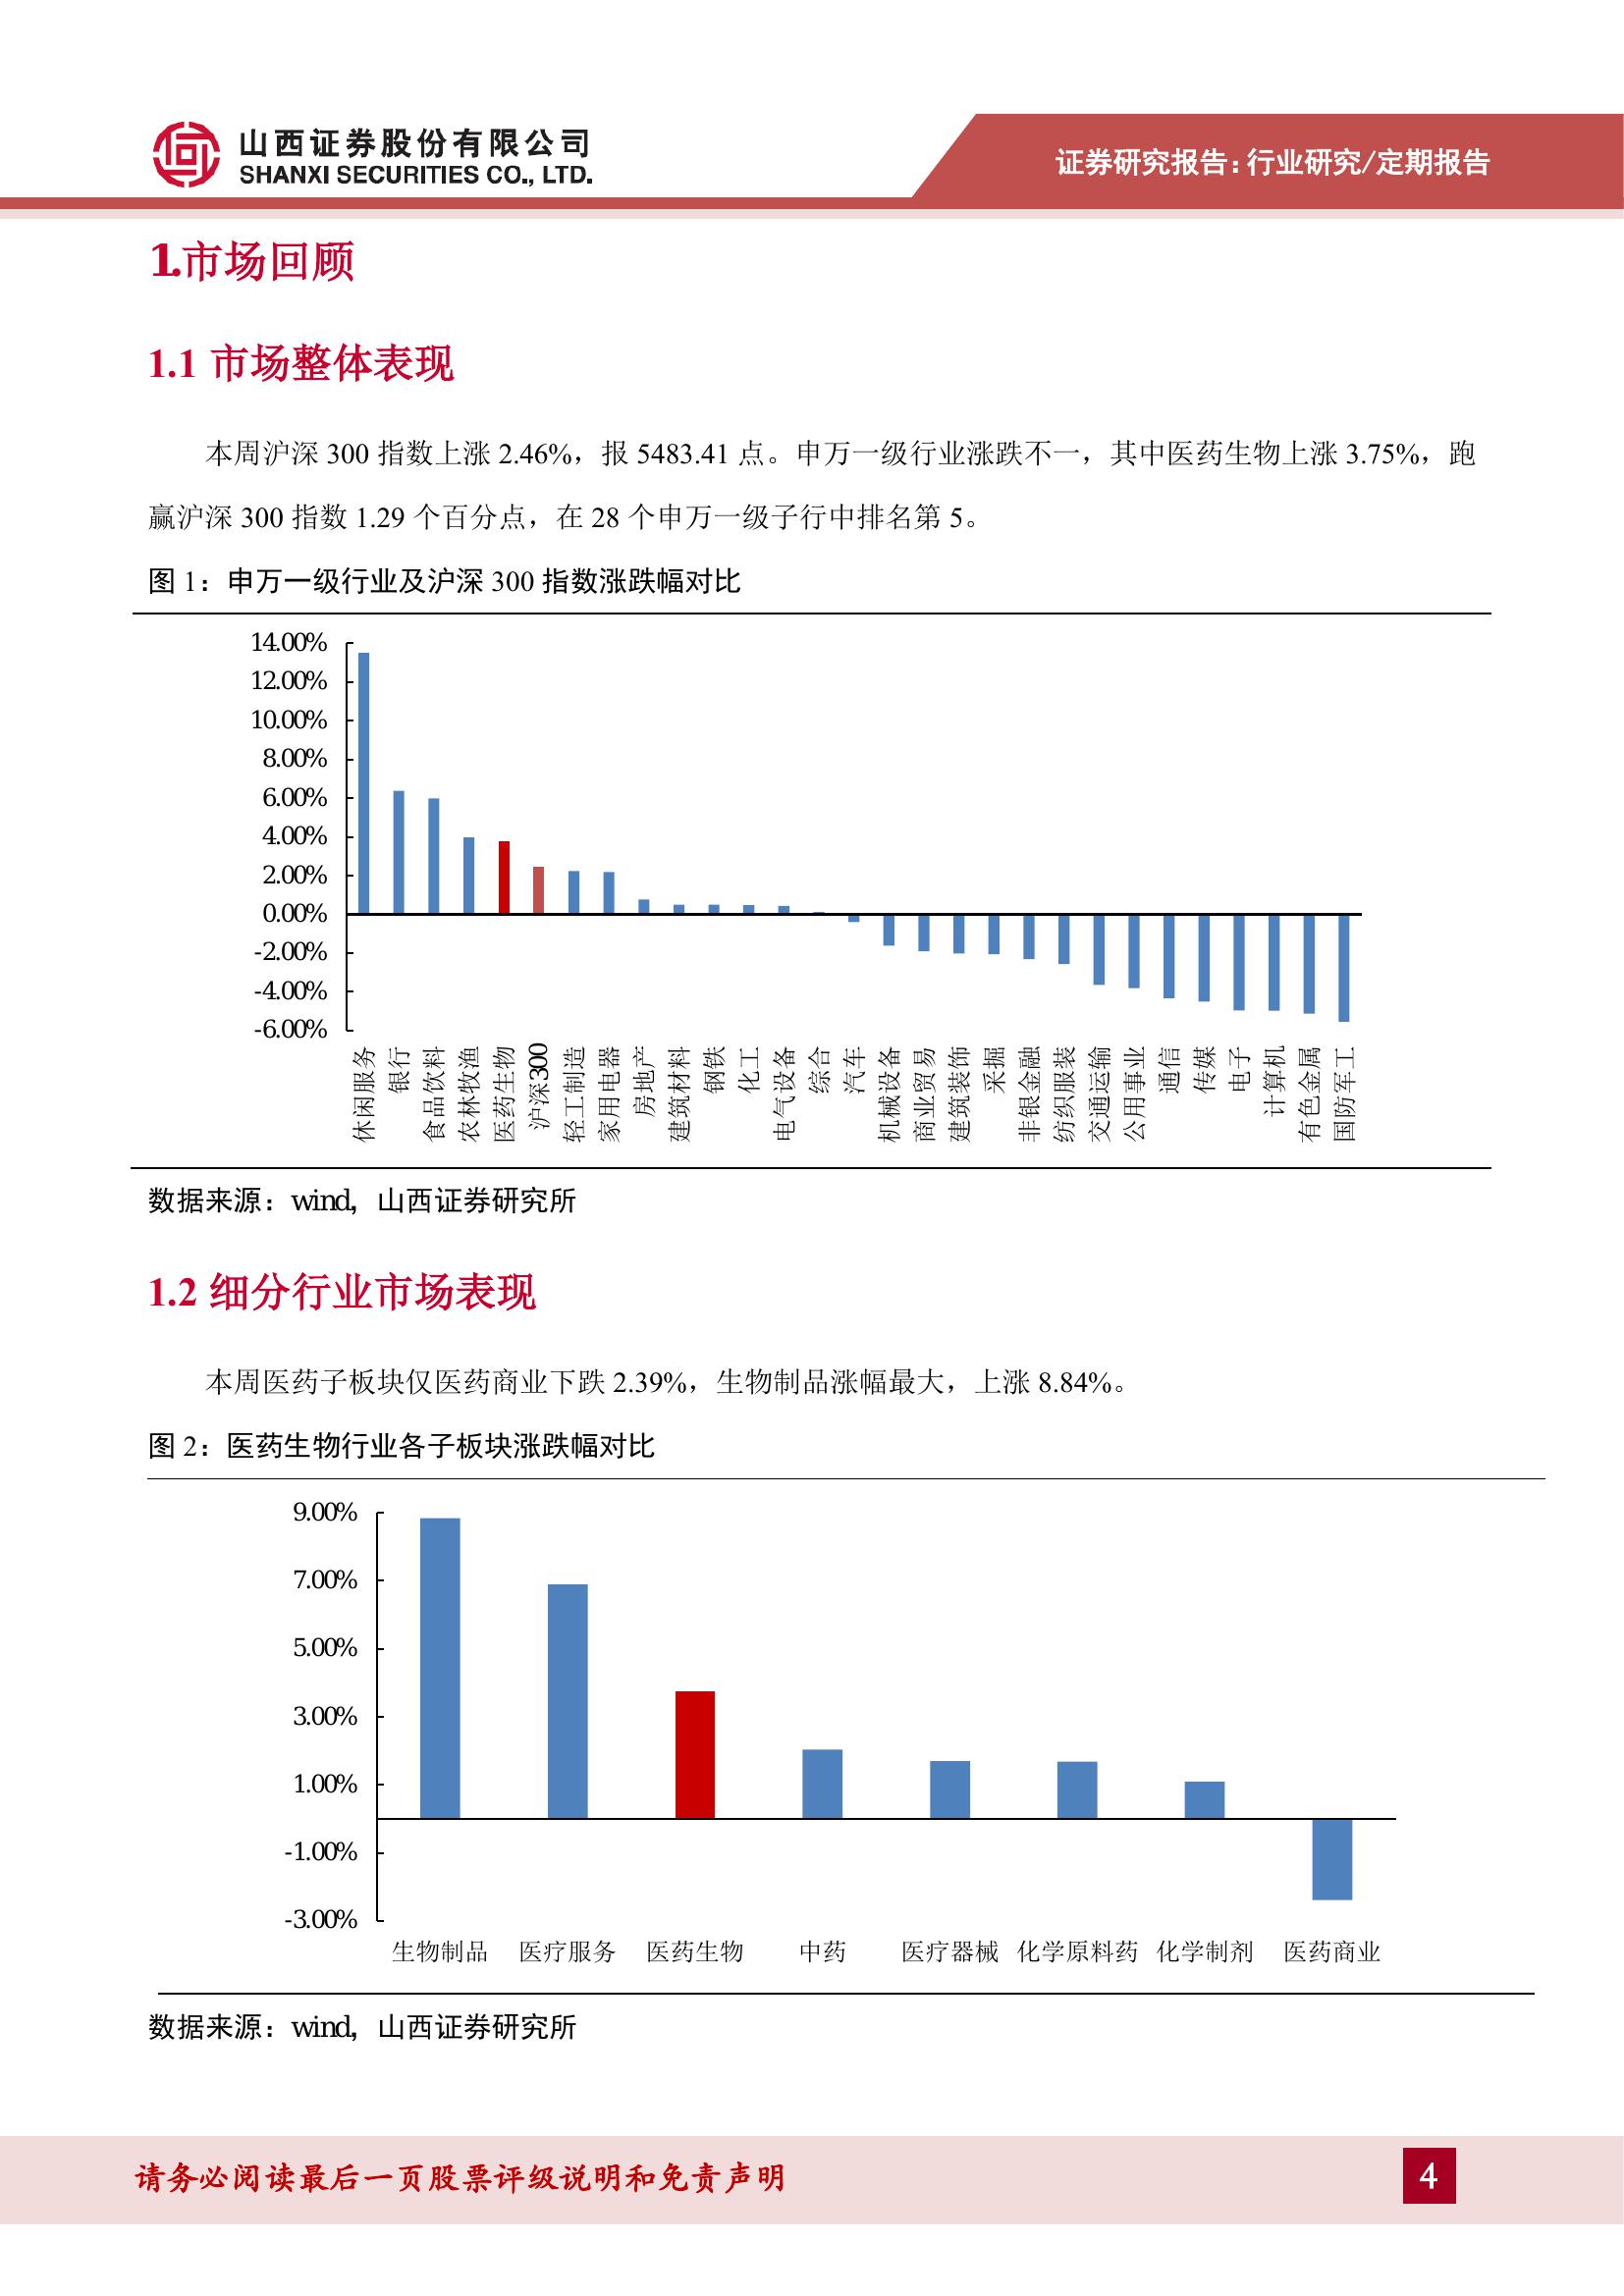 山西证券股份有限公司
SHANXI SECURITIES CO., LTD.
证券研究报告：行业研究/定期报告
1.市场回顾
1.1 市场整体表现
本周沪深 300 指数上涨 2.46%，报 5483.41 点。申万一级行业涨跌不一，其中医药生物上涨 3.75%，跑
赢沪深 300 指数 1.29 个百分点，在 28 个申万一级子行中排名第 5。
图 1：申万一级行业及沪深 300 指数涨跌幅对比
14.00%
12.00%
10.00%
8.00%
6.00%
4.00%
2.00%
0.00%
-2.00%
-4.00%
-6.00%
休闲服务
银行
食品饮料
农林牧渔
医药生物
沪深300
轻工制造
家用电器
房地产
建筑材料
钢铁
化工
电气设备
综合
汽车
机械设备
商业贸易
建筑装饰
采掘
非银金融
纺织服装
交通运输
公用事业
通信
传媒
电子
计算机
有色金属
国防军工
数据来源：wind，山西证券研究所
1.2 细分行业市场表现
本周医药子板块仅医药商业下跌 2.39%，生物制品涨幅最大，上涨 8.84%。
图 2：医药生物行业各子板块涨跌幅对比
9.00%
7.00%
5.00%
3.00%
1.00%
-1.00%
-3.00%
生物制品 医疗服务 医药生物 中药 医疗器械 化学原料药 化学制剂 医药商业
数据来源：wind，山西证券研究所
请务必阅读最后一页股票评级说明和免责声明
4